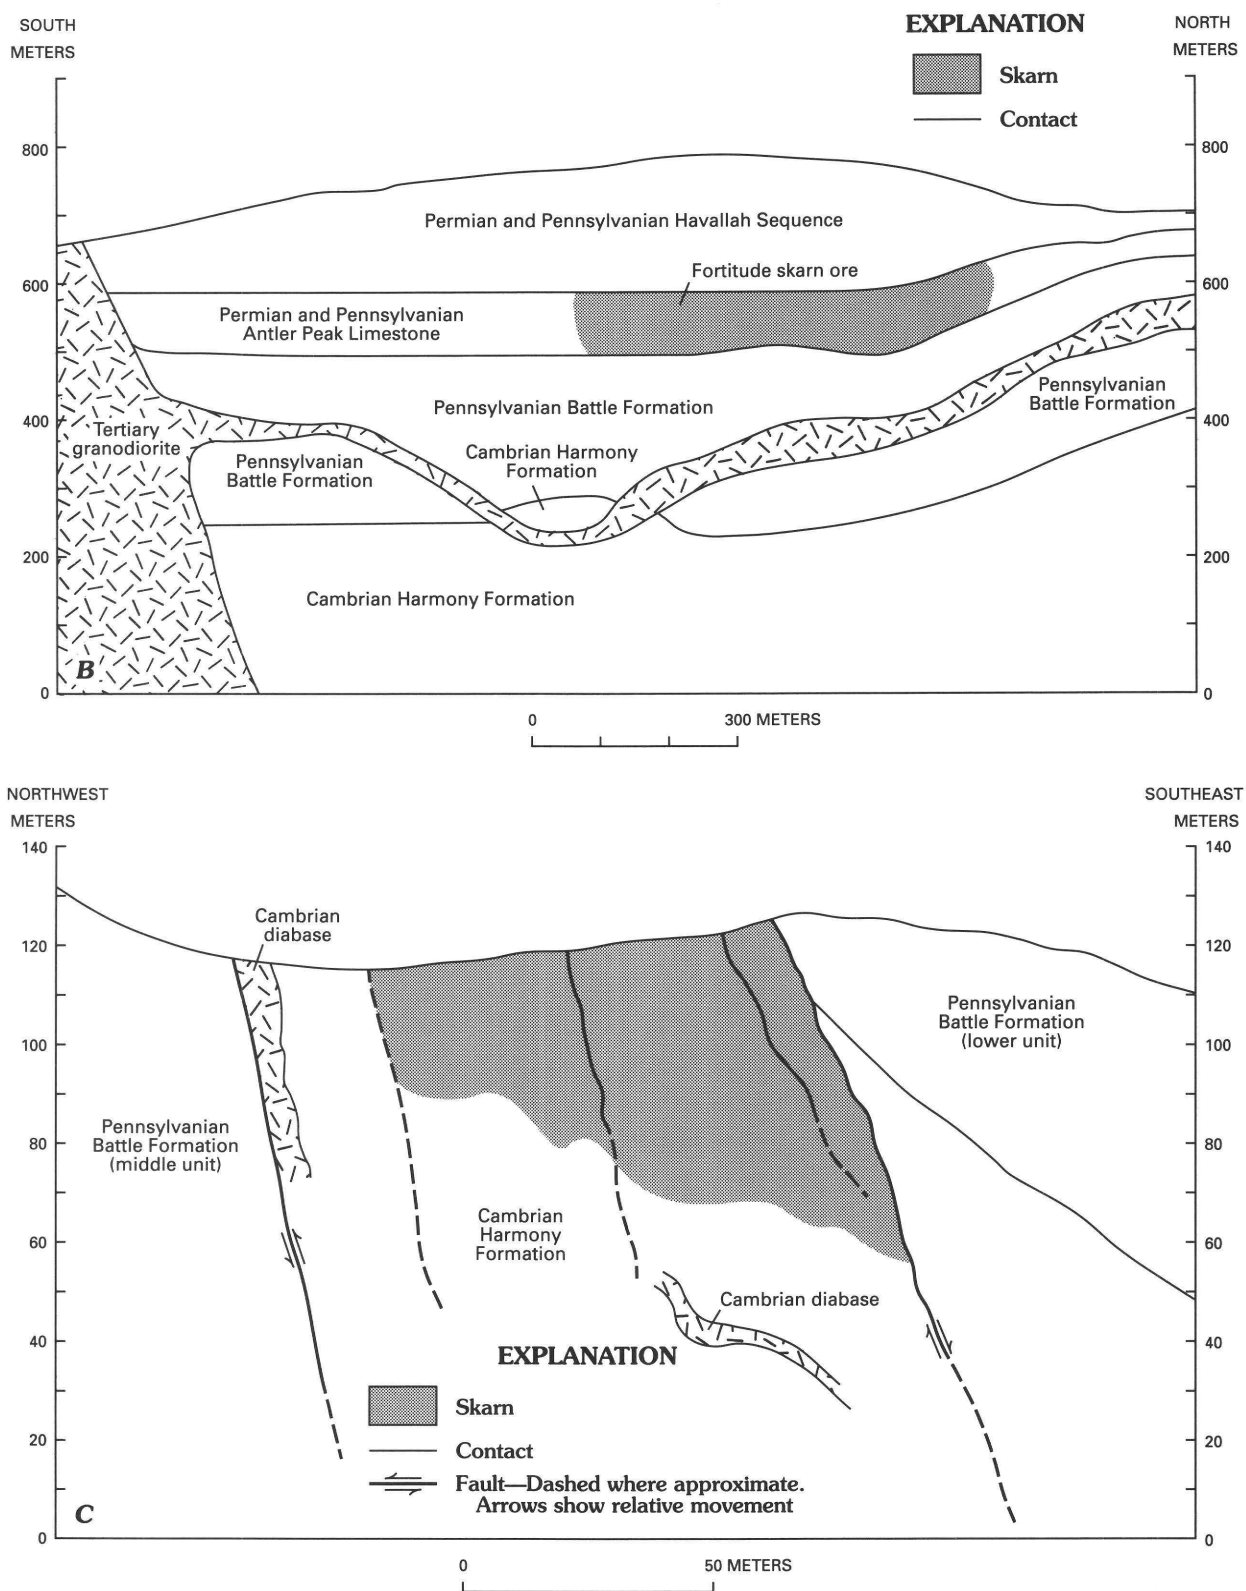 SOUTH
METERS
EXPLANATION
NORTH
METERS
Skarn
Contact
800
800
Permian and Pennsylvanian Havallah Sequence
600
600
Fortitude skarn ore
Permian and Pennsylvanian
Antler Peak Limestone
400
400
Pennsylvanian Battle Formation
Pennsylvanian
Battle Formation
Tertiary
granodiorite
Pennsylvanian
Battle Formation
Cambrian Harmony
Formation
200
200
Cambrian Harmony Formation
B
0
0
0
300 METERS
NORTHWEST
METERS
SOUTHEAST
METERS
140
140
Cambrian
diabase
120
120
Pennsylvanian
Battle Formation
(lower unit)
100
100
Pennsylvanian
Battle Formation
(middle unit)
80
80
Cambrian
Harmony
Formation
60
60
Cambrian diabase
40
40
EXPLANATION
Skarn
Contact
20
20
Fault—Dashed where approximate.
Arrows show relative movement
C
0
0
0
50 METERS